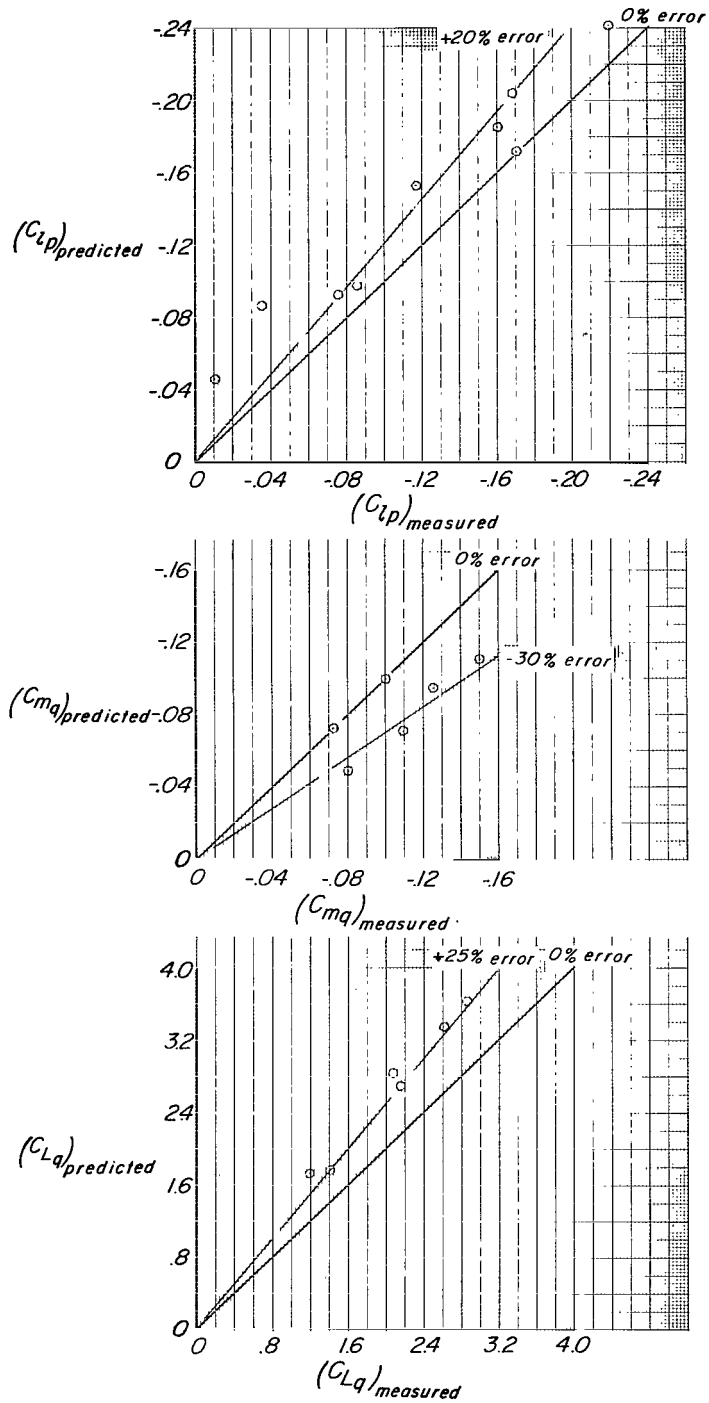 0% error
+20% error
-.24
-.20
-.16
(Clp)predicted
-.12
-.08
-.04
0
0 -.04 -.08 -.12 -.16 -.20 -.24
(Clp)measured
0% error
-.16
-.12
-30% error
(Cmq)predicted
-.08
-.04
0
0 -.04 -.08 -.12 -.16
(Cmq)measured
+25% error
0% error
4.0
3.2
2.4
(CLq)predicted
1.6
.8
0
0 .8 1.6 2.4 3.2 4.0
(CLq)measured